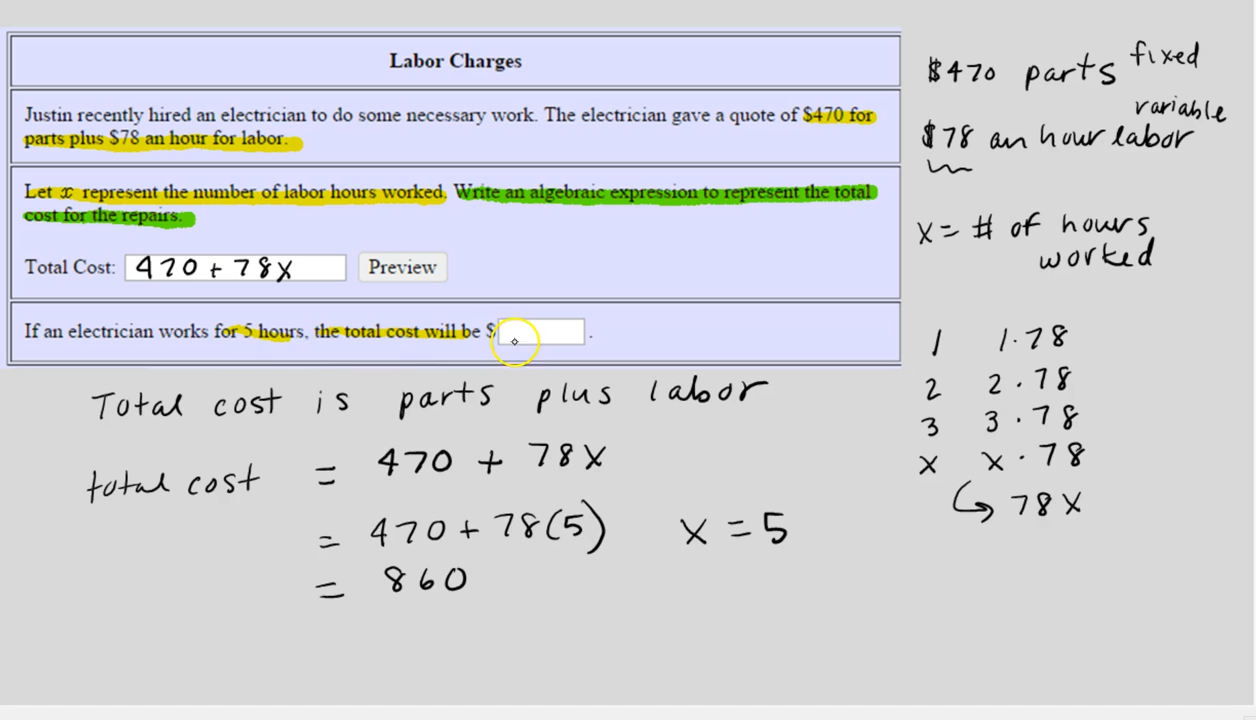 Labor Charges
Justin recently hired an electrician to do some necessary work. The electrician gave a quote of $470 for
parts plus $78 an hour for labor.
Let x represent the number of labor hours worked. Write an algebraic expression to represent the total
cost for the repairs.
Total Cost: 470 + 78x Preview
If an electrician works for 5 hours, the total cost will be $ .
Total cost is parts plus labor
total cost = 470 + 78x
= 470 + 78(5) x = 5
= 860
$470 parts fixed
variable
$78 an hour labor
x = # of hours
worked
1 1·78
2 2·78
3 3·78
x x·78
78x